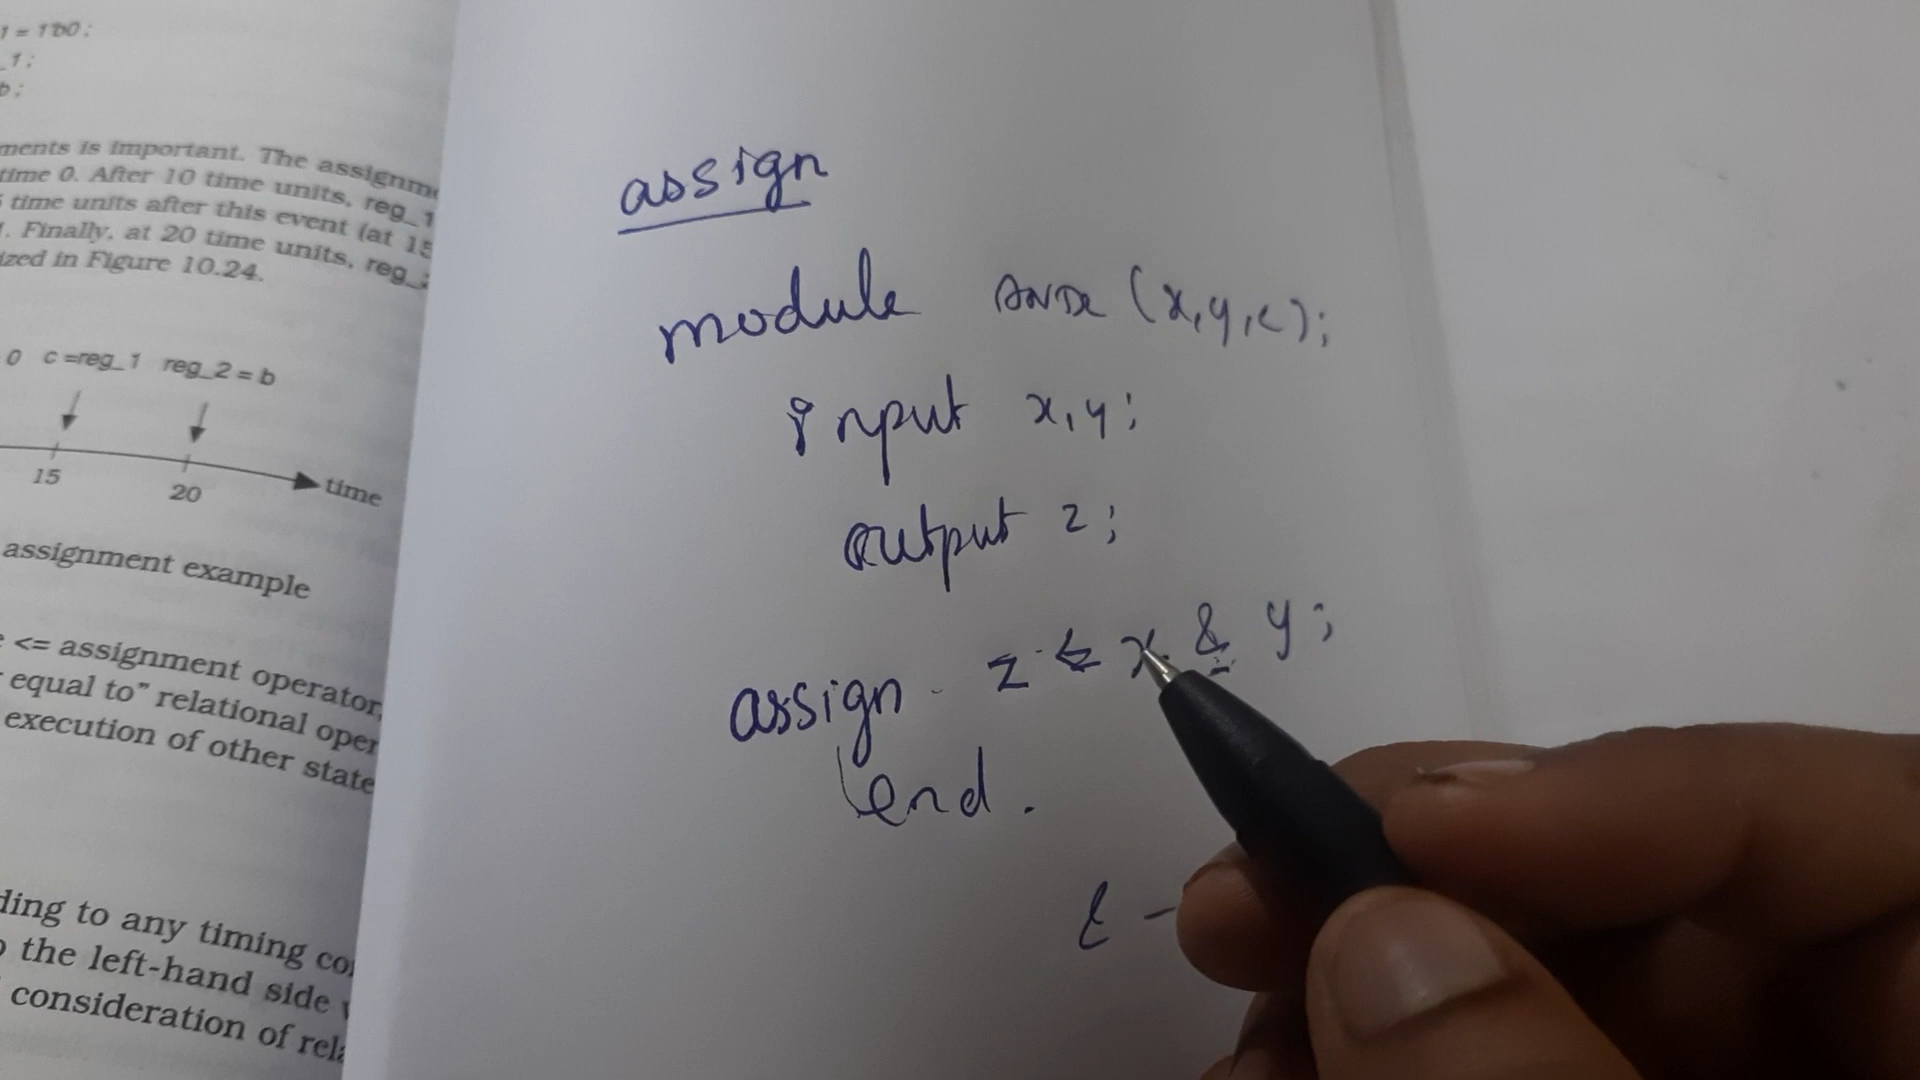 1 = 1'b0;
_1;
b;
ments is important. The assignm
time 0. After 10 time units, reg_1
time units after this event (at 15
. Finally, at 20 time units, reg_
ized in Figure 10.24.
0 c =reg_1 reg_2 = b
15 20 time
assignment example
<= assignment operator,
equal to" relational oper
execution of other state
ding to any timing co
the left-hand side
consideration of rela
assign
module (x,y,z);
input x,y;
output z;
assign z <= x & y;
end.